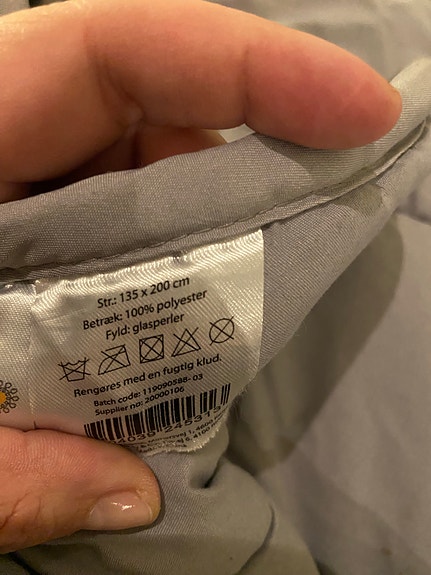 Str.: 135 x 200 cm
Betræk: 100% polyester
Fyld: glasperler
Rengøres med en fugtig klud.
Batch code: 119090588-03
Supplier no: 20000106